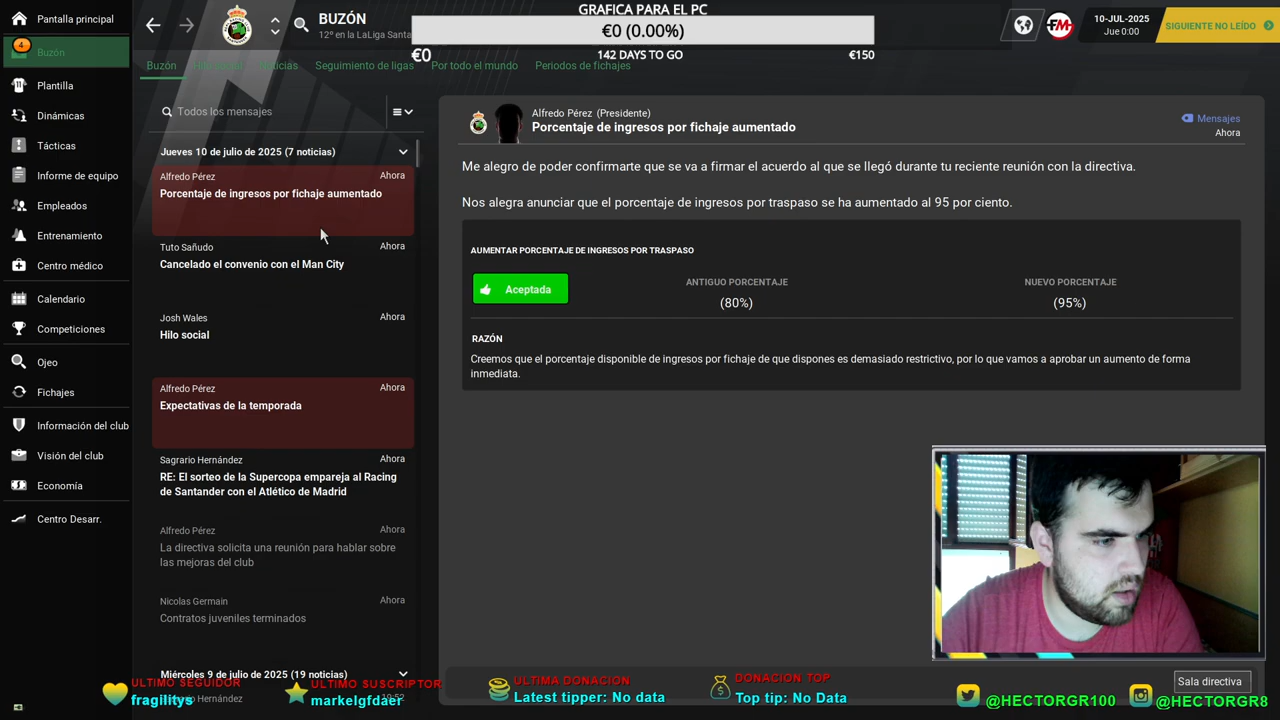 Pantalla principal
4
Buzón
Plantilla
Dinámicas
Tácticas
Informe de equipo
Empleados
Entrenamiento
Centro médico
Calendario
Competiciones
Ojeo
Fichajes
Información del club
Visión del club
Economía
Centro Desarr.
BUZÓN
12º en la LaLiga Santa
GRAFICA PARA EL PC
€0 (0.00%)
€0
142 DAYS TO GO
€150
FM
10-JUL-2025
Jue 0:00
SIGUIENTE NO LEÍDO
Buzón
Noticias
Seguimiento de ligas
Por todo el mundo
Periodos de fichajes
Todos los mensajes
Jueves 10 de julio de 2025 (7 noticias)
Alfredo Pérez
Ahora
Porcentaje de ingresos por fichaje aumentado
Tuto Sañudo
Ahora
Cancelado el convenio con el Man City
Josh Wales
Ahora
Hilo social
Alfredo Pérez
Ahora
Expectativas de la temporada
Sagrario Hernández
Ahora
RE: El sorteo de la Supercopa empareja al Racing
de Santander con el Atlético de Madrid
Alfredo Pérez
Ahora
La directiva solicita una reunión para hablar sobre
las mejoras del club
Nicolas Germain
Ahora
Contratos juveniles terminados
Miércoles 9 de julio de 2025 (19 noticias)
Hernández
Alfredo Pérez (Presidente)
Porcentaje de ingresos por fichaje aumentado
Mensajes
Ahora
Me alegro de poder confirmarte que se va a firmar el acuerdo al que se llegó durante tu reciente reunión con la directiva.
Nos alegra anunciar que el porcentaje de ingresos por traspaso se ha aumentado al 95 por ciento.
AUMENTAR PORCENTAJE DE INGRESOS POR TRASPASO
Aceptada
ANTIGUO PORCENTAJE
(80%)
NUEVO PORCENTAJE
(95%)
RAZÓN
Creemos que el porcentaje disponible de ingresos por fichaje de que dispones es demasiado restrictivo, por lo que vamos a aprobar un aumento de forma
inmediata.
Sala directiva
ULTIMO SEGUIDOR
fragilitys
ULTIMO SUSCRIPTOR
markelgfdaer
ULTIMA DONACION
Latest tipper: No data
DONACION TOP
Top tip: No Data
@HECTORGR100
@HECTORGR8